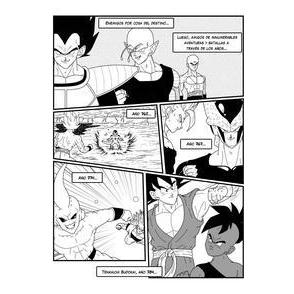 ENEMIGOS POR COSA DEL DESTINO...
LUEGO, AMIGOS DE INNUMERABLES
AVENTURAS Y BATALLAS A
TRAVÉS DE LOS AÑOS...
AÑO 762...
AÑO 767...
AÑO 774...
TENKAICHI BUDOKAI, AÑO 784...